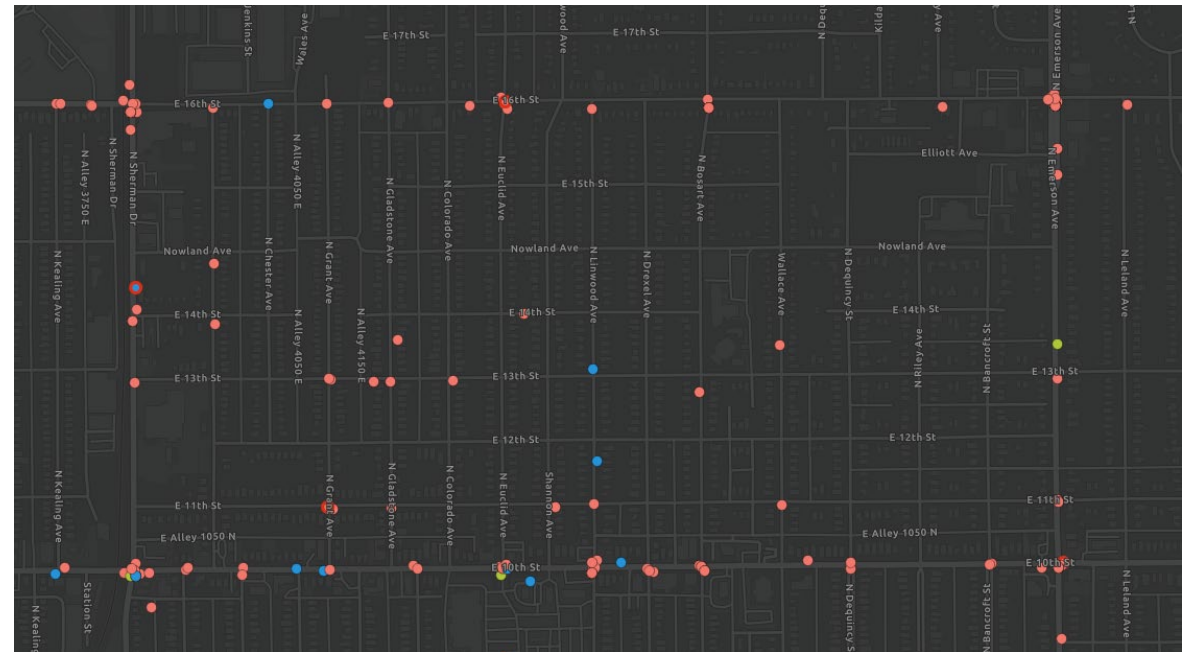 Jenkins St
Wales Ave
E 17th St
E 17th St
N Emerson Ave
E 16th St
E 16th St
N Alley 3750 E
N Sherman Dr
N Sherman Dr
N Alley 4050 E
N Gladstone Ave
N Colorado Ave
N Euclid Ave
E 15th St
N Bosart Ave
Elliott Ave
N Emerson Ave
Nowland Ave
Nowland Ave
Nowland Ave
N Kealing Ave
N Chester Ave
N Grant Ave
N Linwood Ave
N Drexel Ave
Wallace Ave
N Dequincy St
N Leland Ave
E 14th St
E 14th St
E 14th St
N Alley 4050 E
N Alley 4150 E
N Riley Ave
N Bancroft St
E 13th St
E 13th St
E 13th St
E 12th St
E 12th St
N Kealing Ave
N Grant Ave
N Gladstone Ave
N Colorado Ave
N Euclid Ave
Shannon Ave
E 11th St
E 11th St
E Alley 1050 N
E Alley 1050 N
E 10th St
E 10th St
Station St
N Dequincy S
N Bancroft St
N Leland Ave
N Kealin